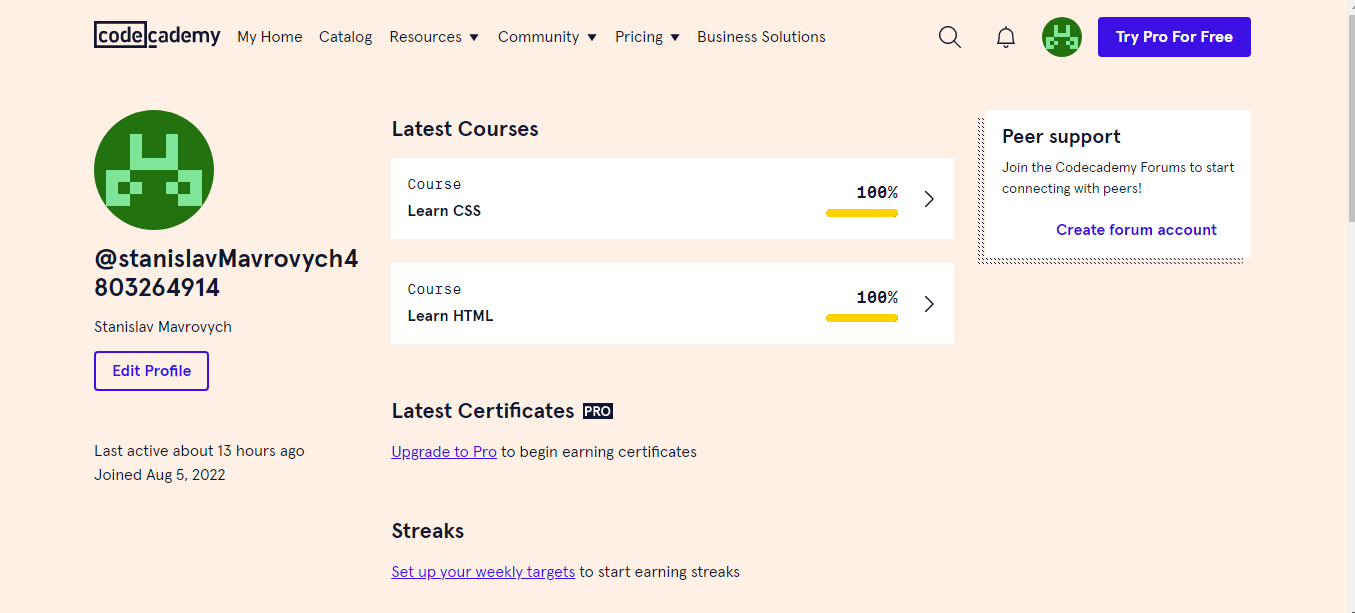 codecademy My Home Catalog Resources Community Pricing Business Solutions Try Pro For Free
@stanislavMavrovych4
803264914
Stanislav Mavrovych
Edit Profile
Last active about 13 hours ago
Joined Aug 5, 2022
Latest Courses
Course
Learn CSS
100%
Course
Learn HTML
100%
Latest Certificates PRO
Upgrade to Pro to begin earning certificates
Streaks
Set up your weekly targets to start earning streaks
Peer support
Join the Codecademy Forums to start
connecting with peers!
Create forum account